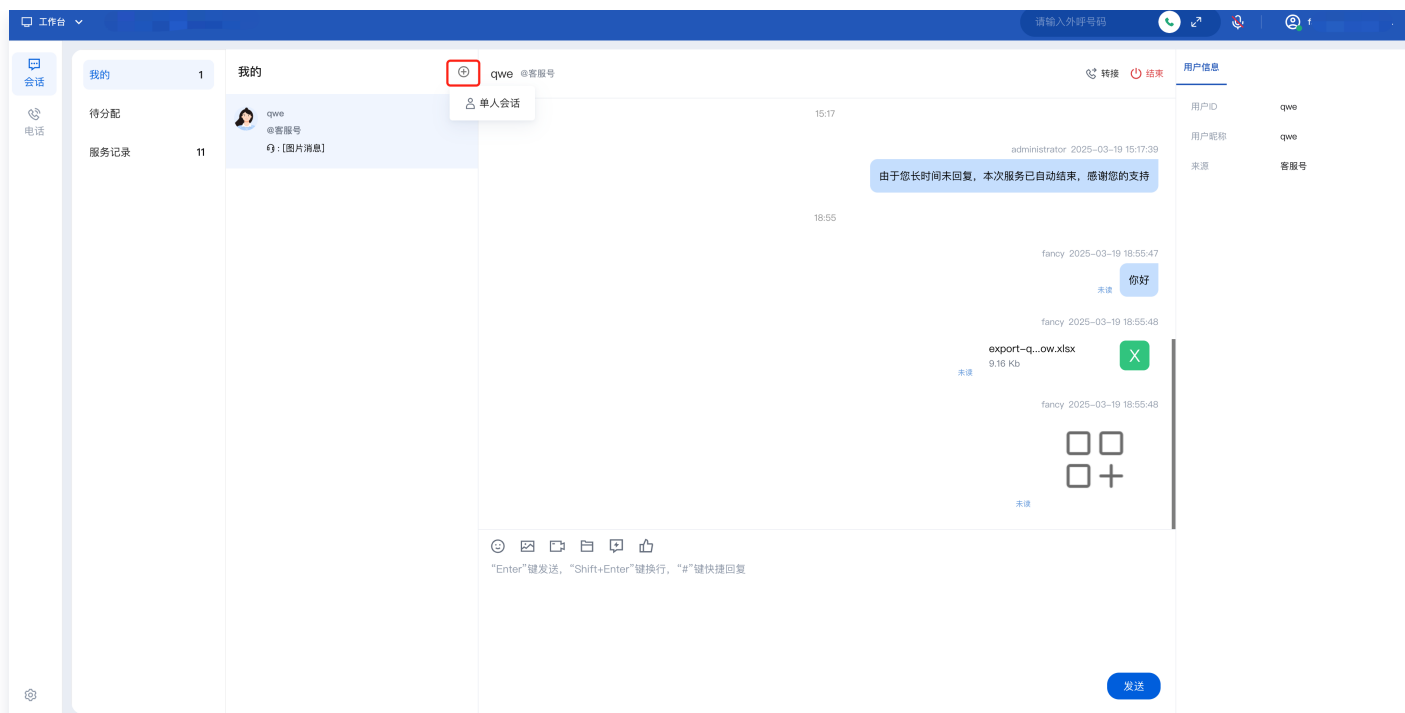 工作台
请输入外呼号码
f
会话
电话
我的 1
待分配
服务记录 11
我的
qwe
@客服号
: [图片消息]
单人会话
qwe @客服号
转接 结束
15:17
administrator 2025-03-19 15:17:39
由于您长时间未回复，本次服务已自动结束，感谢您的支持
18:55
fancy 2025-03-19 18:55:47
你好
未读
fancy 2025-03-19 18:55:48
export-q...ow.xlsx
X
9.16 Kb
未读
fancy 2025-03-19 18:55:48
未读
“Enter”键发送，“Shift+Enter”键换行，“#”键快捷回复
发送
用户信息
用户ID qwe
用户昵称 qwe
来源 客服号